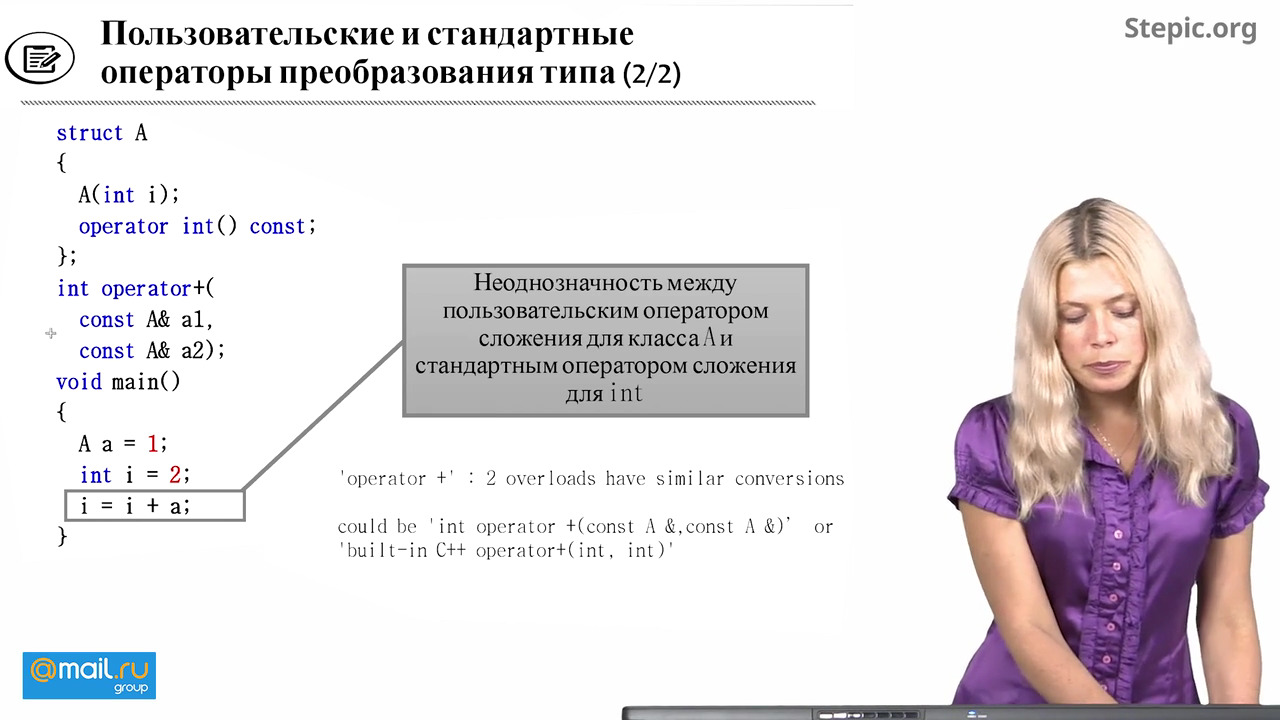 Stepic.org
Пользовательские и стандартные
операторы преобразования типа (2/2)
struct A
{
A(int i);
operator int() const;
};
int operator+(
const A& a1,
const A& a2);
void main()
{
A a = 1;
int i = 2;
i = i + a;
}
Неоднозначность между
пользовательским оператором
сложения для класса A и
стандартным оператором сложения
для int
'operator +' : 2 overloads have similar conversions
could be 'int operator +(const A &,const A &)’ or
'built-in C++ operator+(int, int)'
@mail.ru
group